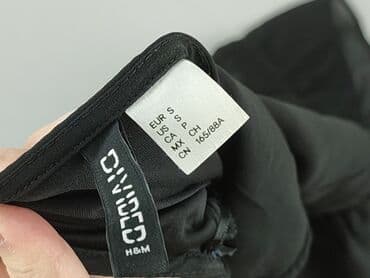 EUR S
US S
CA P
MX CH
CN 165/88A
DIVIDED
H&M